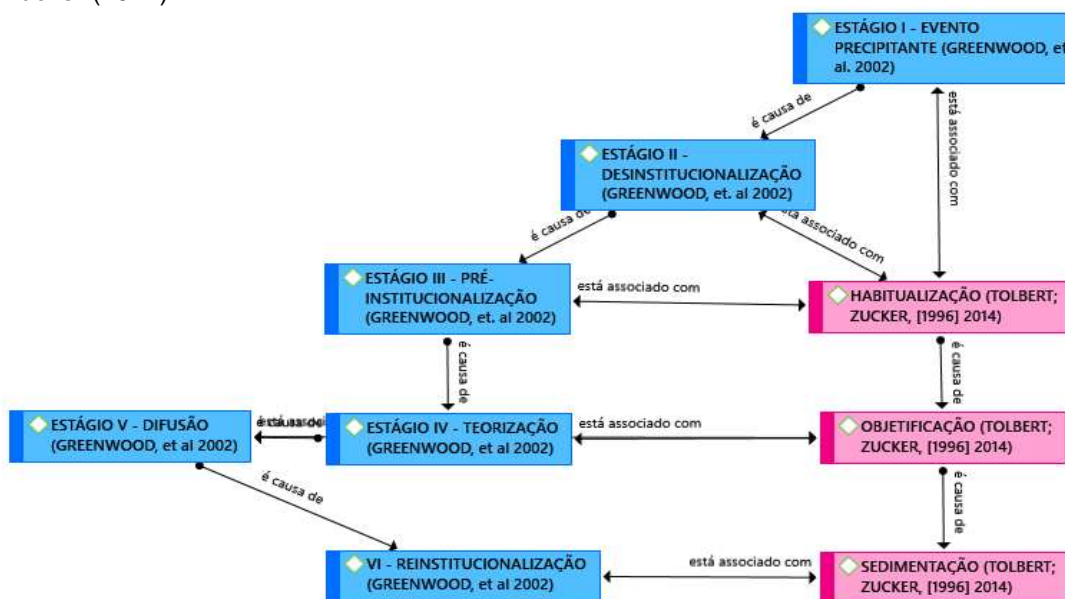 ESTÁGIO I - EVENTO
PRECIPITANTE (GREENWOOD, et
al. 2002)
é causa de
está associado com
ESTÁGIO II -
DESINSTITUCIONALIZAÇÃO
(GREENWOOD, et. al 2002)
é causa de
está associado com
ESTÁGIO III - PRÉ-
INSTITUCIONALIZAÇÃO
(GREENWOOD, et. al 2002)
está associado com
HABITUALIZAÇÃO (TOLBERT;
ZUCKER, [1996] 2014)
é causa de
é causa de
ESTÁGIO V - DIFUSÃO
(GREENWOOD, et al 2002)
é causa de
ESTÁGIO IV - TEORIZAÇÃO
(GREENWOOD, et al 2002)
está associado com
OBJETIFICAÇÃO (TOLBERT;
ZUCKER, [1996] 2014)
é causa de
é causa de
VI - REINSTITUCIONALIZAÇÃO
(GREENWOOD, et al 2002)
está associado com
SEDIMENTAÇÃO (TOLBERT;
ZUCKER, [1996] 2014)